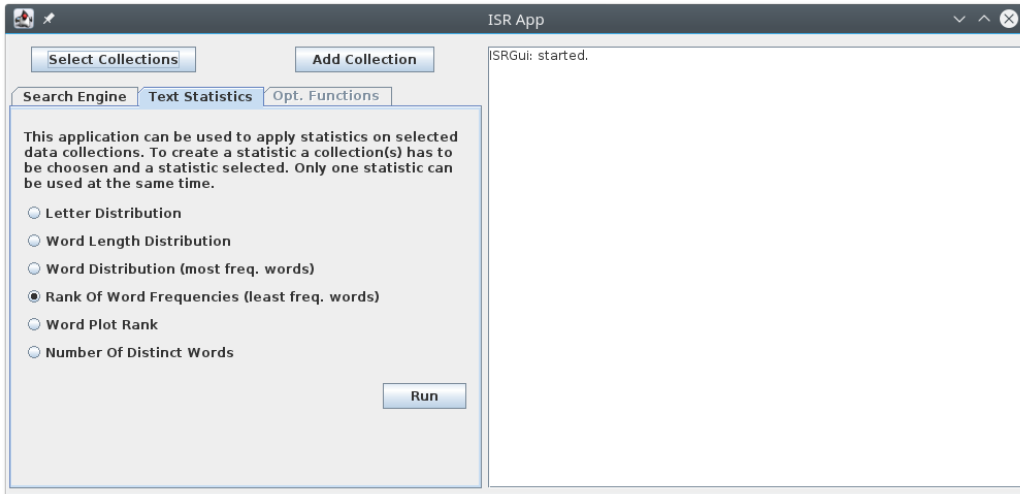 ISR App
Select Collections
Add Collection
Search Engine
Text Statistics
Opt. Functions
This application can be used to apply statistics on selected
data collections. To create a statistic a collection(s) has to
be choosen and a statistic selected. Only one statistic can
be used at the same time.
Letter Distribution
Word Length Distribution
Word Distribution (most freq. words)
Rank Of Word Frequencies (least freq. words)
Word Plot Rank
Number Of Distinct Words
Run
ISRGui: started.